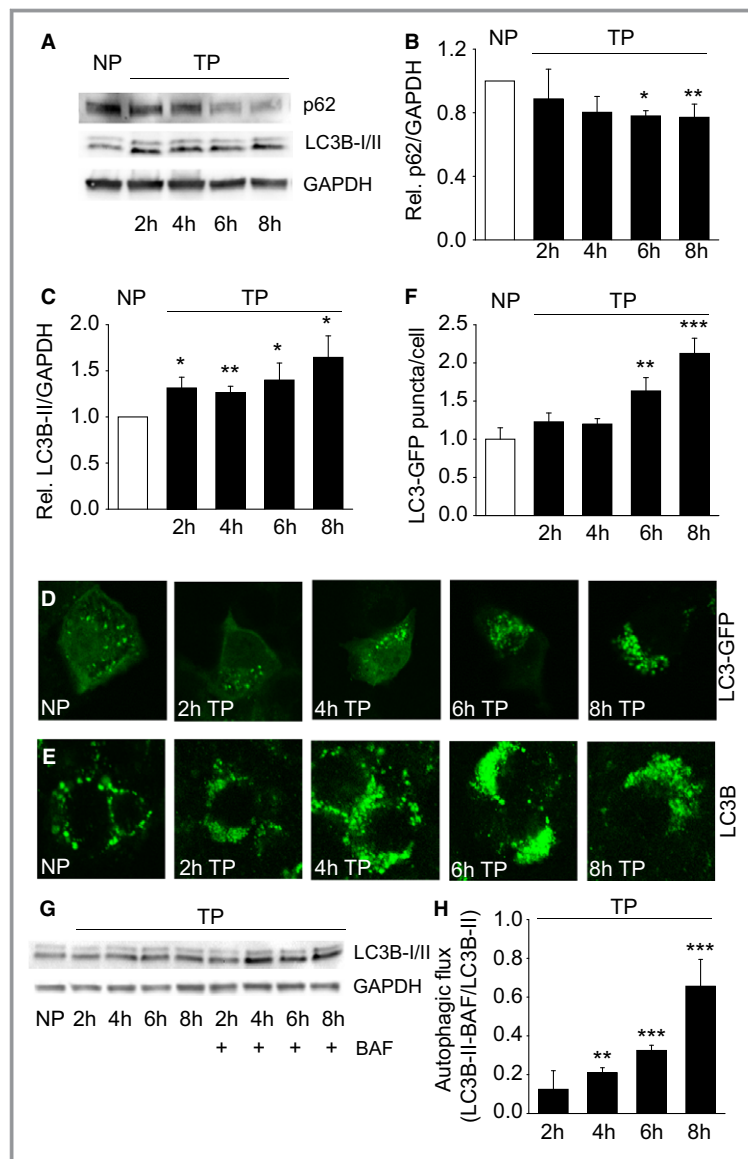 A
NP TP
p62
LC3B-I/II
GAPDH
2h 4h 6h 8h
B
NP TP
Rel. p62/GAPDH
1.2
0.8
0.4
0.0
* **
2h 4h 6h 8h
C
NP TP
Rel. LC3B-II/GAPDH
2.0
1.5
1.0
0.5
0.0
* ** * *
2h 4h 6h 8h
F
NP TP
LC3-GFP puncta/cell
2.5
2.0
1.5
1.0
0.5
0.0
** ***
2h 4h 6h 8h
D
NP 2h TP 4h TP 6h TP 8h TP
LC3-GFP
E
NP 2h TP 4h TP 6h TP 8h TP
LC3B
G
TP
LC3B-I/II
GAPDH
NP 2h 4h 6h 8h 2h 4h 6h 8h
+ + + + BAF
H
TP
Autophagic flux
(LC3B-II-BAF/LC3B-II)
1.0
0.8
0.6
0.4
0.2
0.0
** *** ***
2h 4h 6h 8h